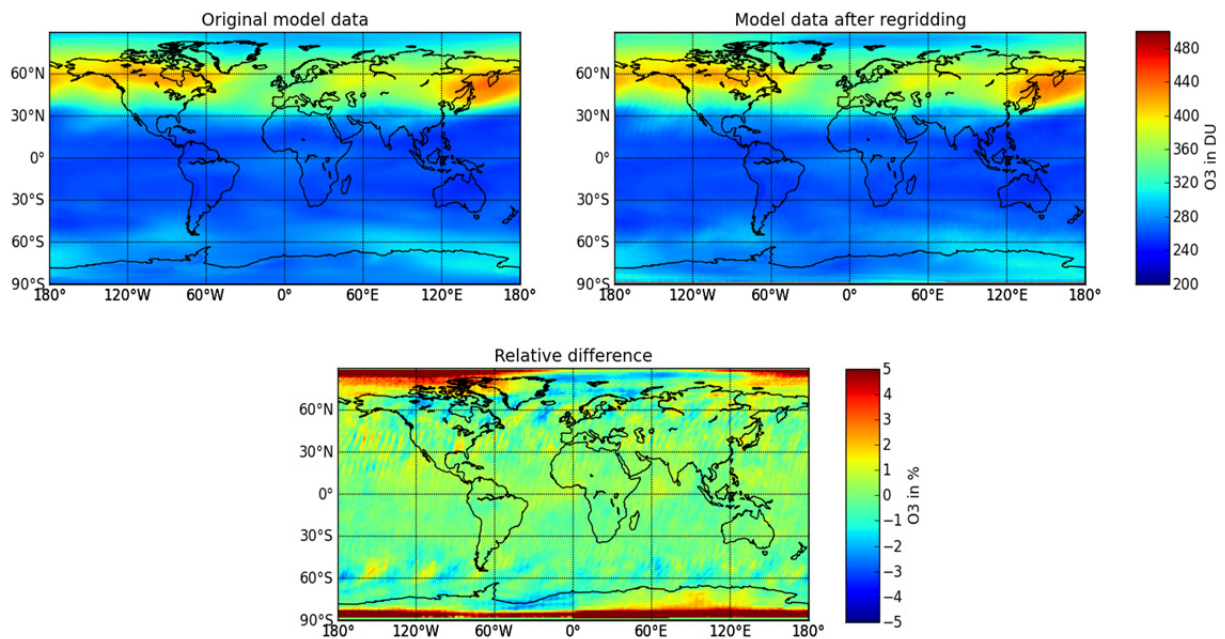 Original model data
60°N
30°N
0°
30°S
60°S
90°S
180° 120°W 60°W 0° 60°E 120°E 180°
Model data after regridding
60°N
30°N
0°
30°S
60°S
90°S
180° 120°W 60°W 0° 60°E 120°E 180°
480
440
400
360
320
280
240
200
O3 in DU
Relative difference
60°N
30°N
0°
30°S
60°S
90°S
180° 120°W 60°W 0° 60°E 120°E 180°
5
4
3
2
1
0
−1
−2
−3
−4
−5
O3 in %